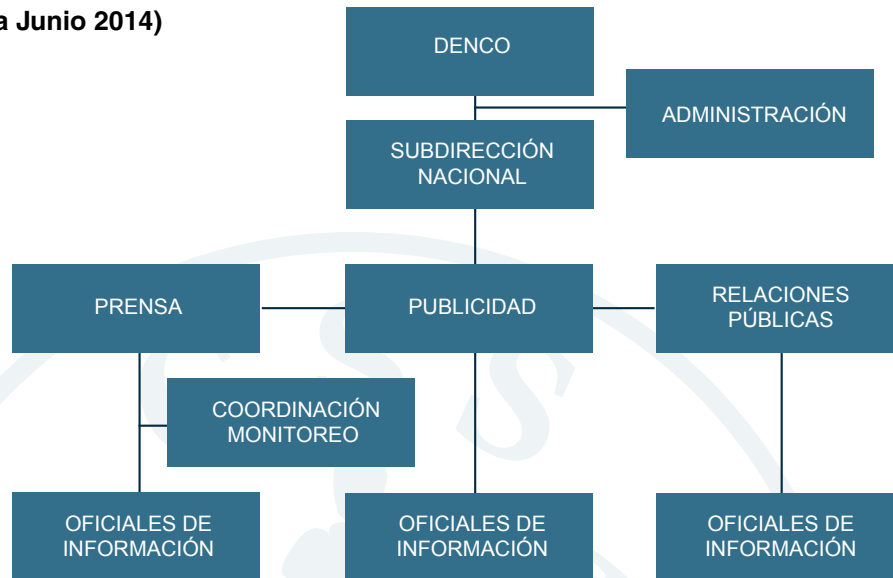 a Junio 2014)
DENCO
ADMINISTRACIÓN
SUBDIRECCIÓN
NACIONAL
PRENSA
PUBLICIDAD
RELACIONES
PÚBLICAS
COORDINACIÓN
MONITOREO
OFICIALES DE
INFORMACIÓN
OFICIALES DE
INFORMACIÓN
OFICIALES DE
INFORMACIÓN
CSS